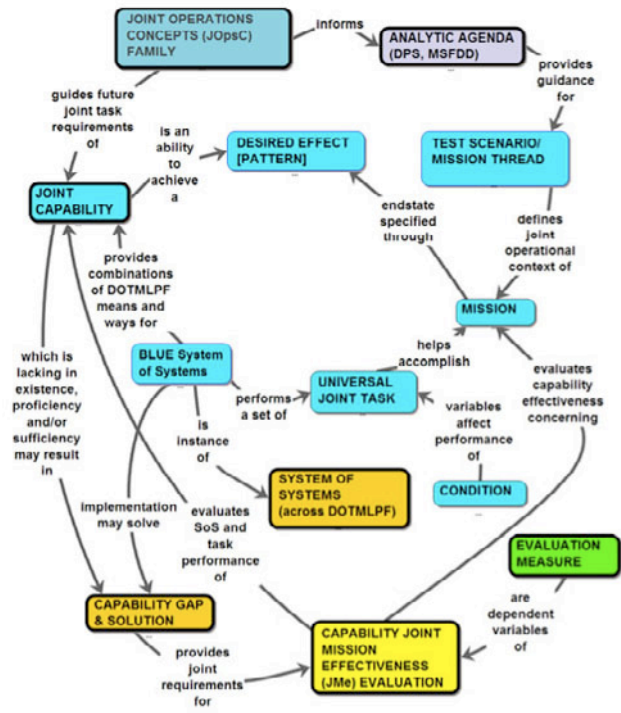 JOINT OPERATIONS
CONCEPTS (JOpsC)
FAMILY
informs
ANALYTIC AGENDA
(DPS, MSFDD)
guides future
joint task
requirements
of
provides
guidance
for
is an
ability
to
achieve
a
DESIRED EFFECT
[PATTERN]
TEST SCENARIO/
MISSION THREAD
JOINT
CAPABILITY
endstate
specified
through
defines
joint
operational
context of
provides
combinations
of DOTMLPF
means and
ways for
MISSION
helps
accomplish
which is
lacking in
existence,
proficiency
and/or
sufficiency
may result
in
BLUE System
of Systems
performs
a set of
UNIVERSAL
JOINT TASK
evaluates
capability
effectiveness
concerning
is
instance
of
variables
affect
performance
of
SYSTEM OF
SYSTEMS
(across DOTMLPF)
CONDITION
implementation
may solve
evaluates
SoS and
task
performance
of
EVALUATION
MEASURE
CAPABILITY GAP
& SOLUTION
are
dependent
variables
of
CAPABILITY JOINT
MISSION
EFFECTIVENESS
(JMe) EVALUATION
provides
joint
requirements
for